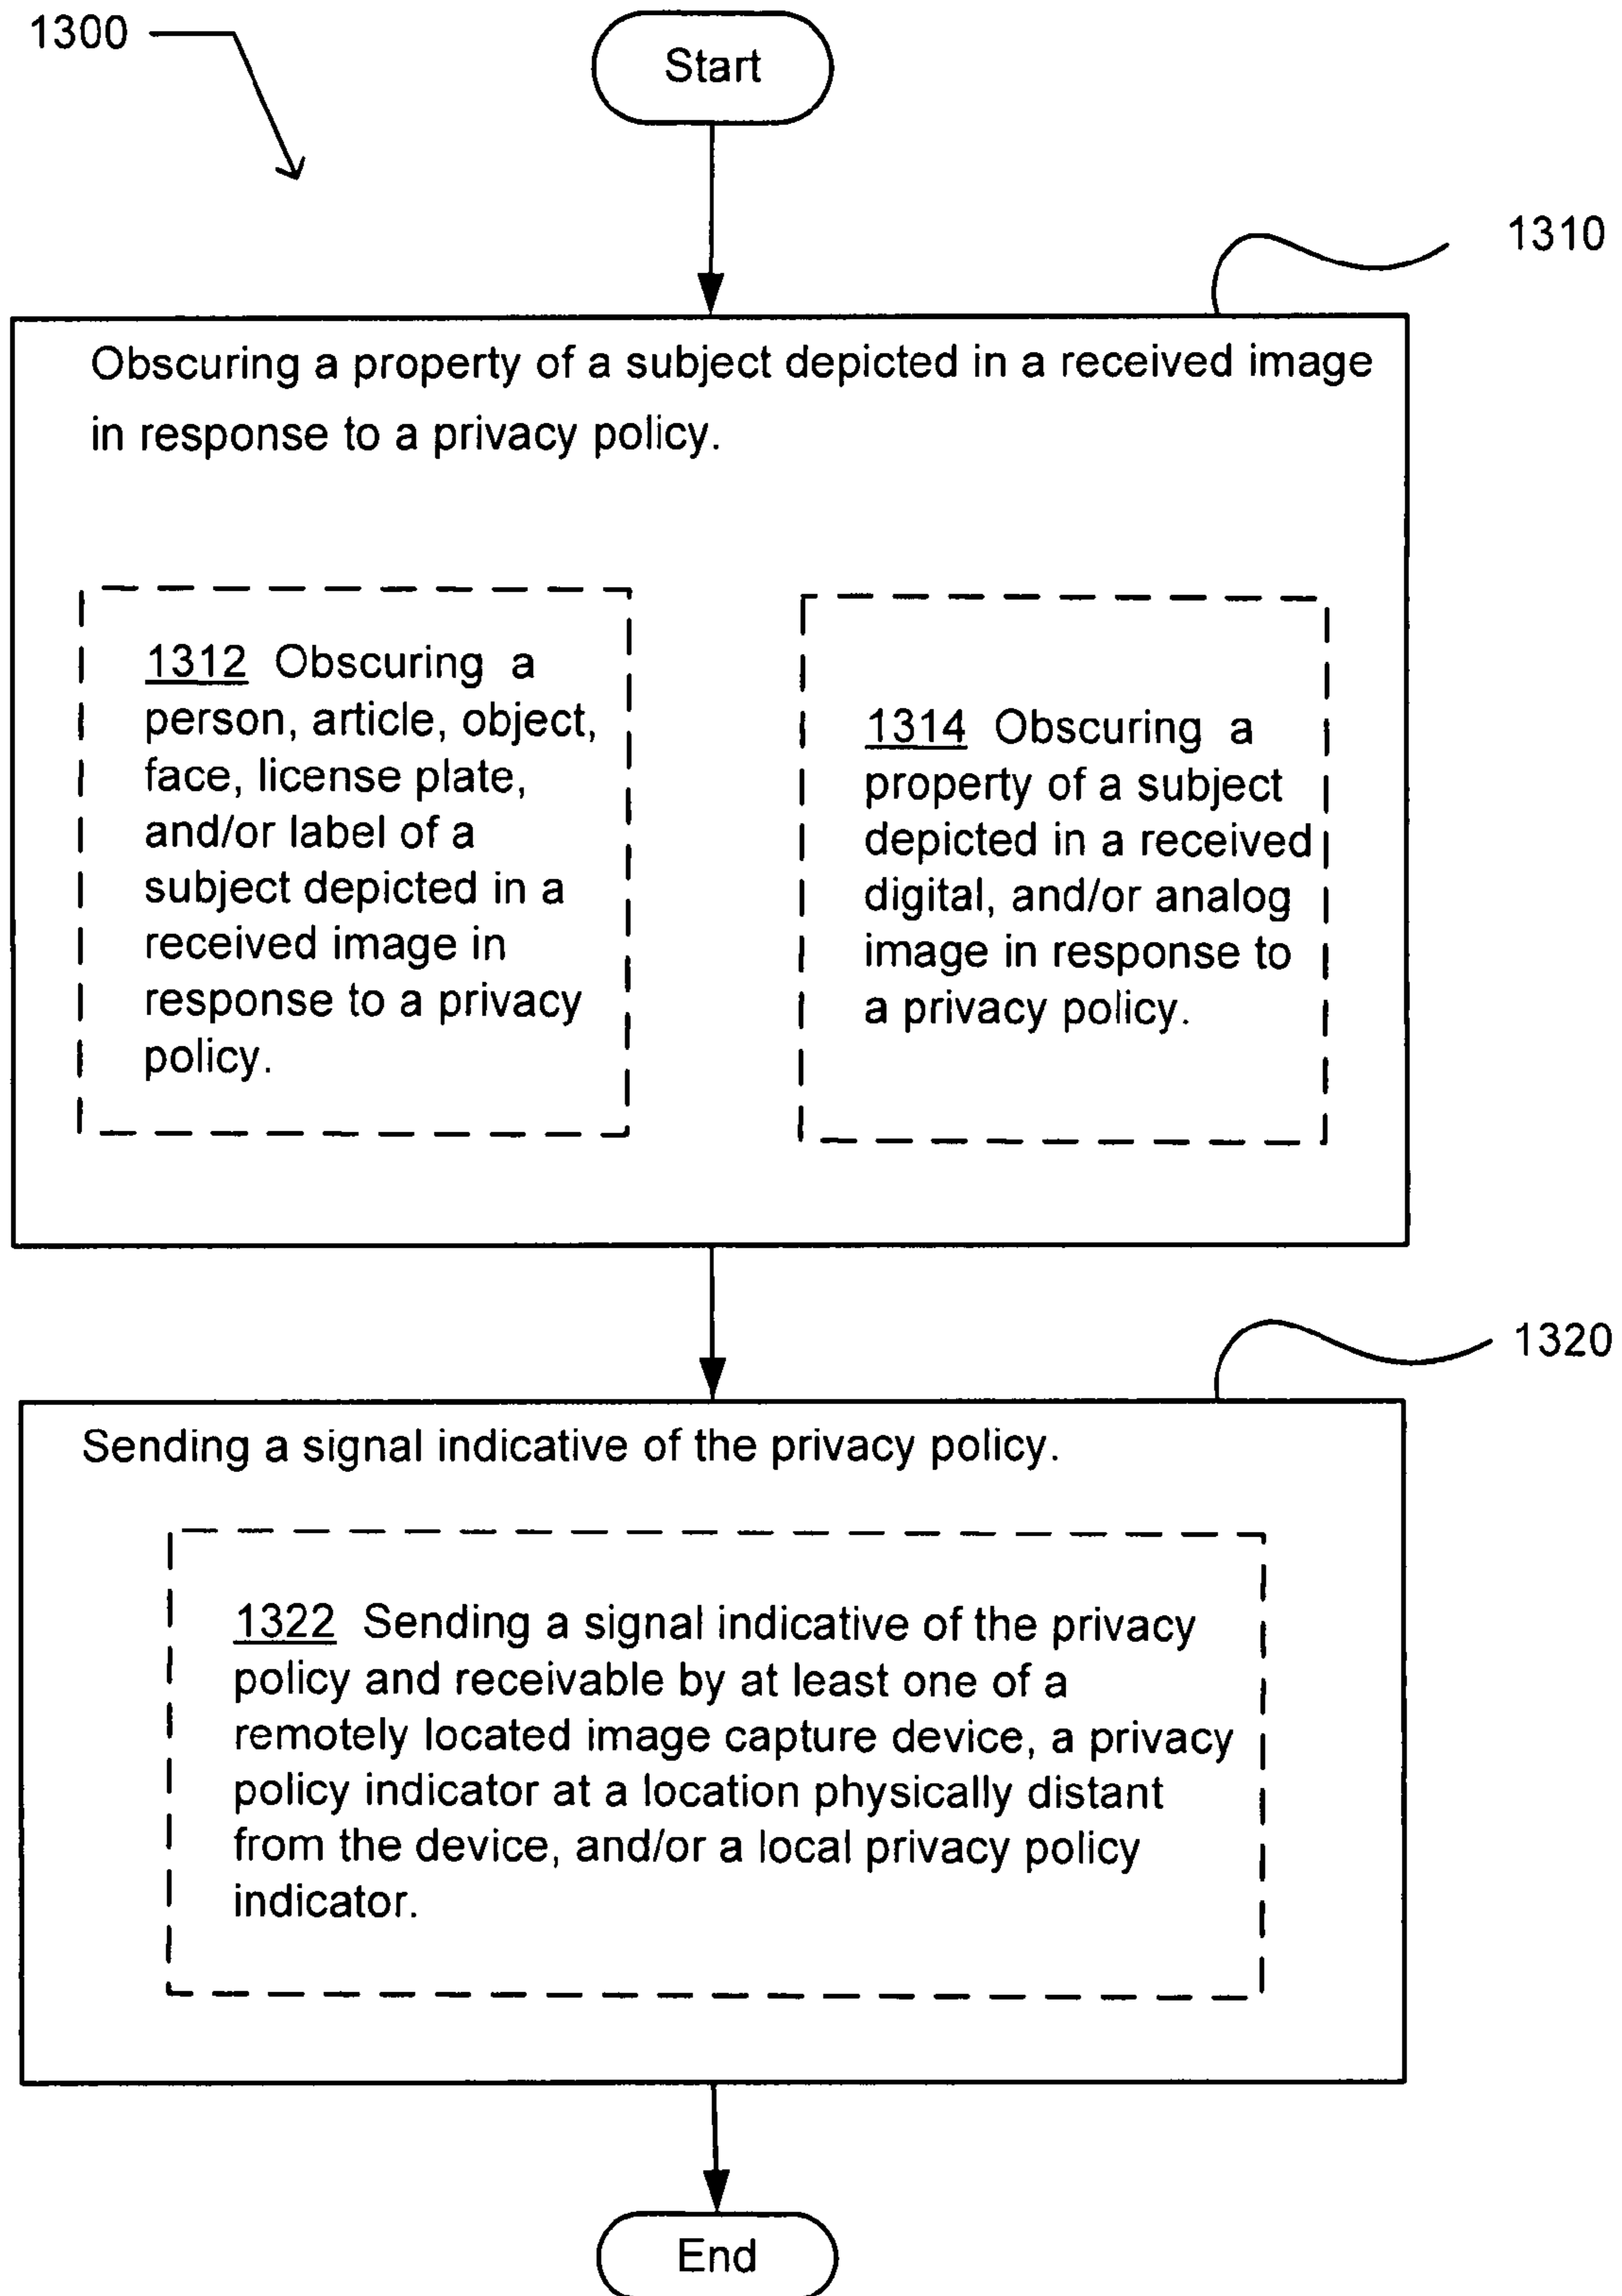 1300
Start
1310
Obscuring a property of a subject depicted in a received image
in response to a privacy policy.
1312 Obscuring a
person, article, object,
face, license plate,
and/or label of a
subject depicted in a
received image in
response to a privacy
policy.
1314 Obscuring a
property of a subject
depicted in a received
digital, and/or analog
image in response to
a privacy policy.
1320
Sending a signal indicative of the privacy policy.
1322 Sending a signal indicative of the privacy
policy and receivable by at least one of a
remotely located image capture device, a privacy
policy indicator at a location physically distant
from the device, and/or a local privacy policy
indicator.
End